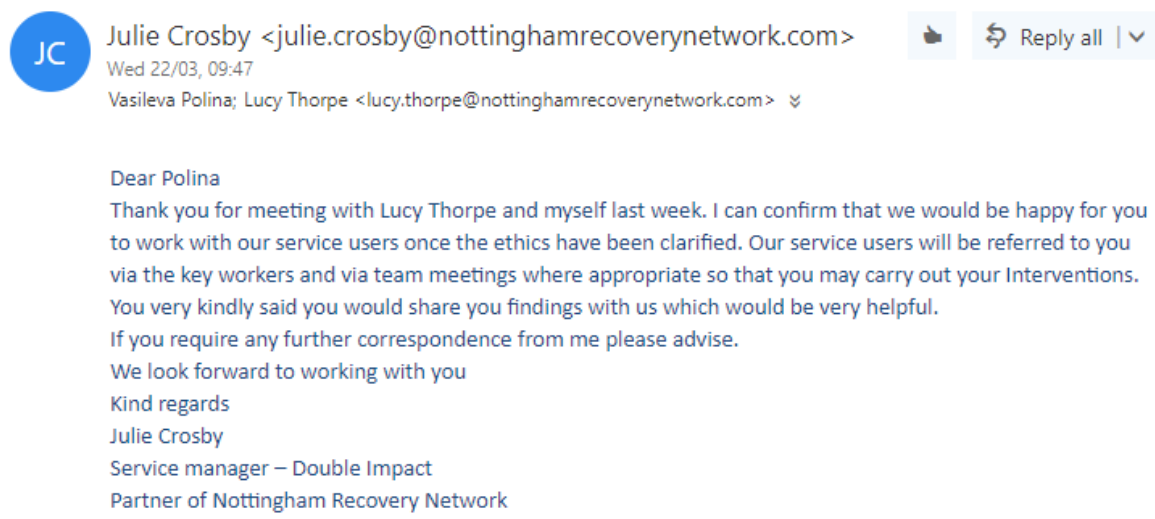 JC
Julie Crosby <julie.crosby@nottinghamrecoverynetwork.com>
Reply all
Wed 22/03, 09:47
Vasileva Polina; Lucy Thorpe <lucy.thorpe@nottinghamrecoverynetwork.com>
Dear Polina
Thank you for meeting with Lucy Thorpe and myself last week. I can confirm that we would be happy for you
to work with our service users once the ethics have been clarified. Our service users will be referred to you
via the key workers and via team meetings where appropriate so that you may carry out your Interventions.
You very kindly said you would share you findings with us which would be very helpful.
If you require any further correspondence from me please advise.
We look forward to working with you
Kind regards
Julie Crosby
Service manager – Double Impact
Partner of Nottingham Recovery Network